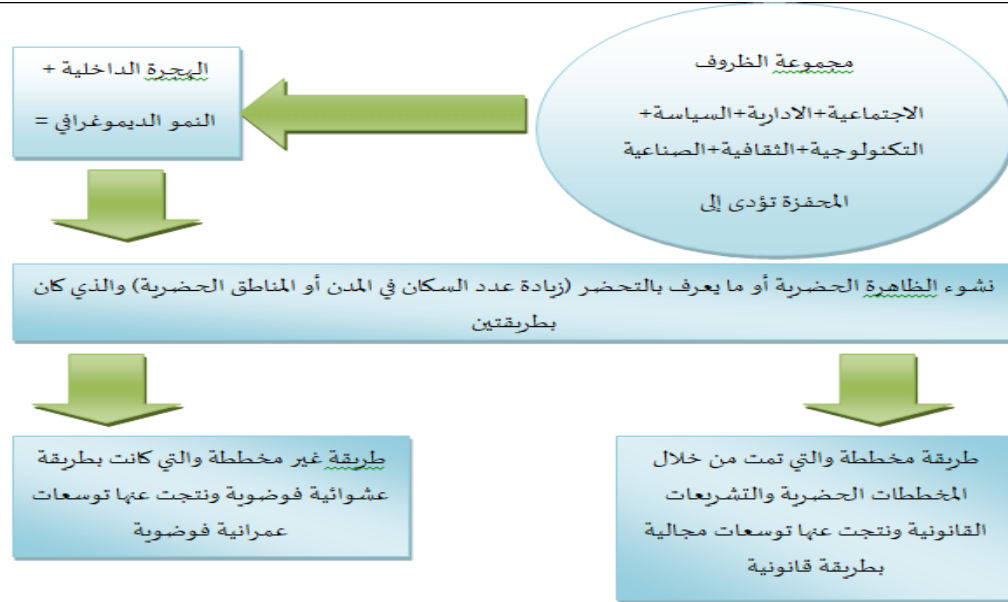 مجموعة الظروف
الاجتماعية+الادارية+السياسة+
التكنولوجية+الثقافية+الصناعية
المحفزة تؤدى إلى
الهجرة الداخلية +
النمو الديموغرافي =
نشوء الظاهرة الحضرية أو ما يعرف بالتحضر (زيادة عدد السكان في المدن أو المناطق الحضرية) والذي كان
بطريقتين
طريقة مخططة والتي تمت من خلال
المخططات الحضرية والتشريعات
القانونية ونتجت عنها توسعات مجالية
بطريقة قانونية
طريقة غير مخططة والتي كانت بطريقة
عشوائية فوضوية ونتجت عنها توسعات
عمرانية فوضوية